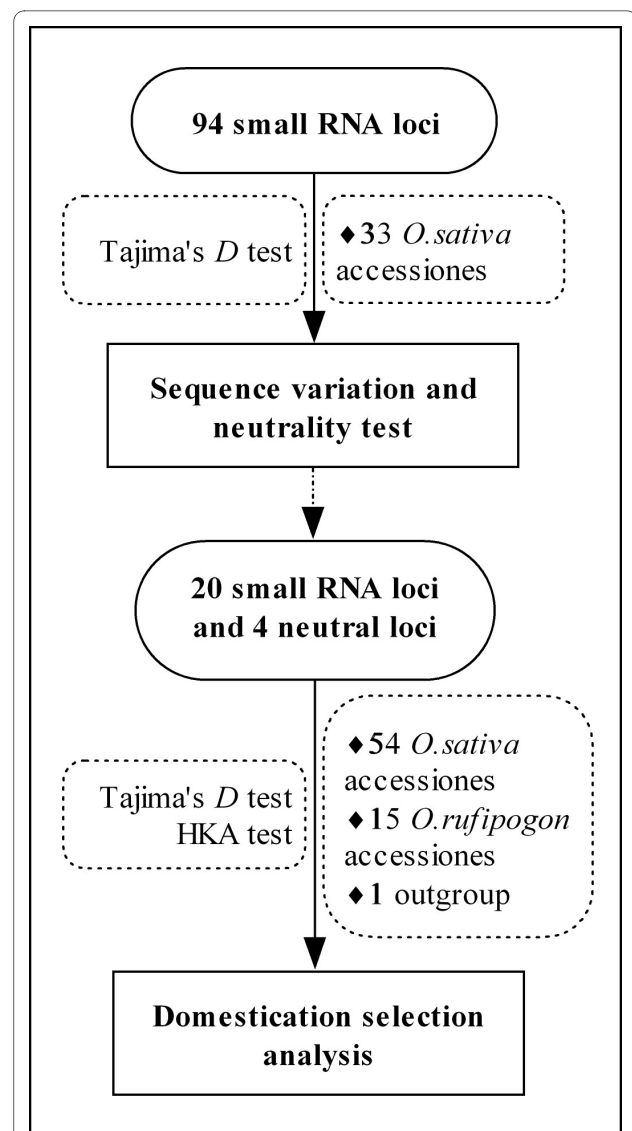 94 small RNA loci
Tajima's D test
♦33 O.sativa
accessiones
Sequence variation and
neutrality test
20 small RNA loci
and 4 neutral loci
Tajima's D test
HKA test
♦54 O.sativa
accessiones
♦15 O.rufipogon
accessiones
♦1 outgroup
Domestication selection
analysis